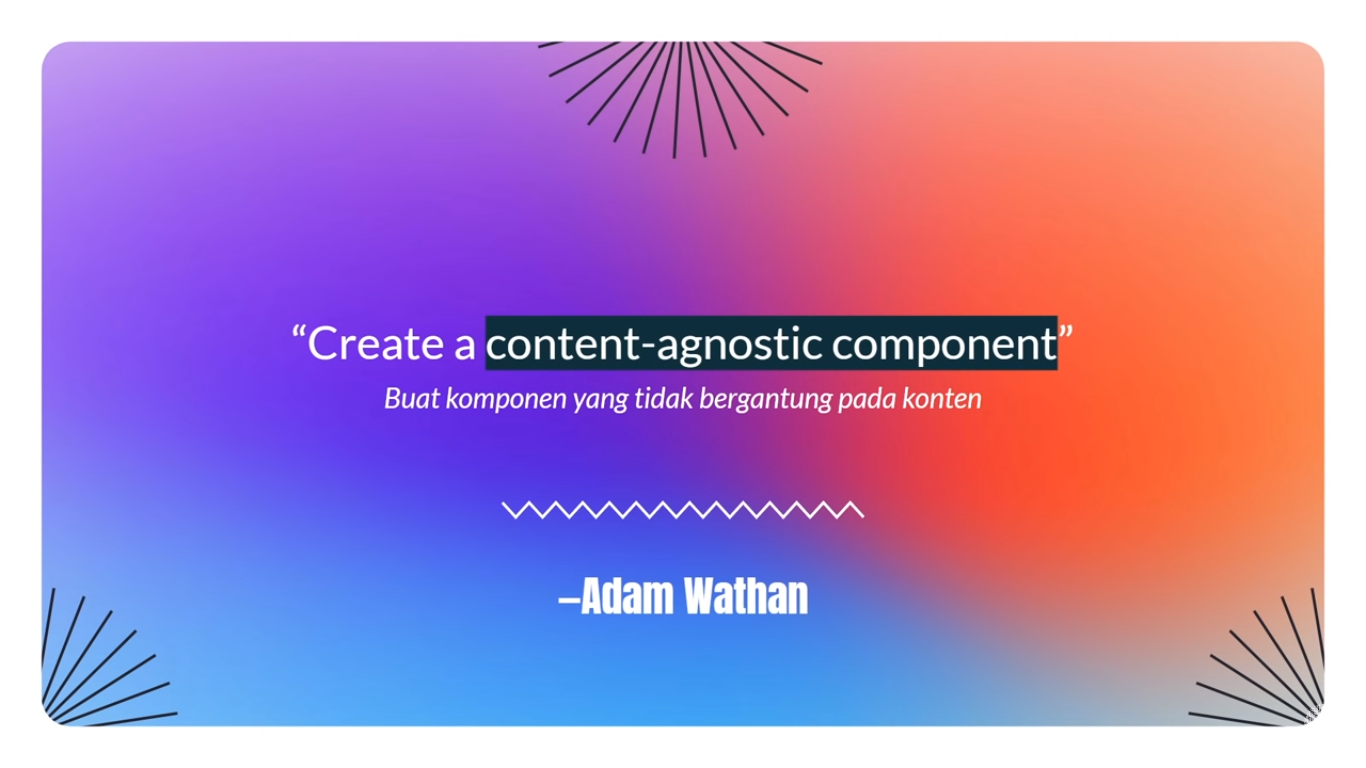 “Create a content-agnostic component”
Buat komponen yang tidak bergantung pada konten
–Adam Wathan